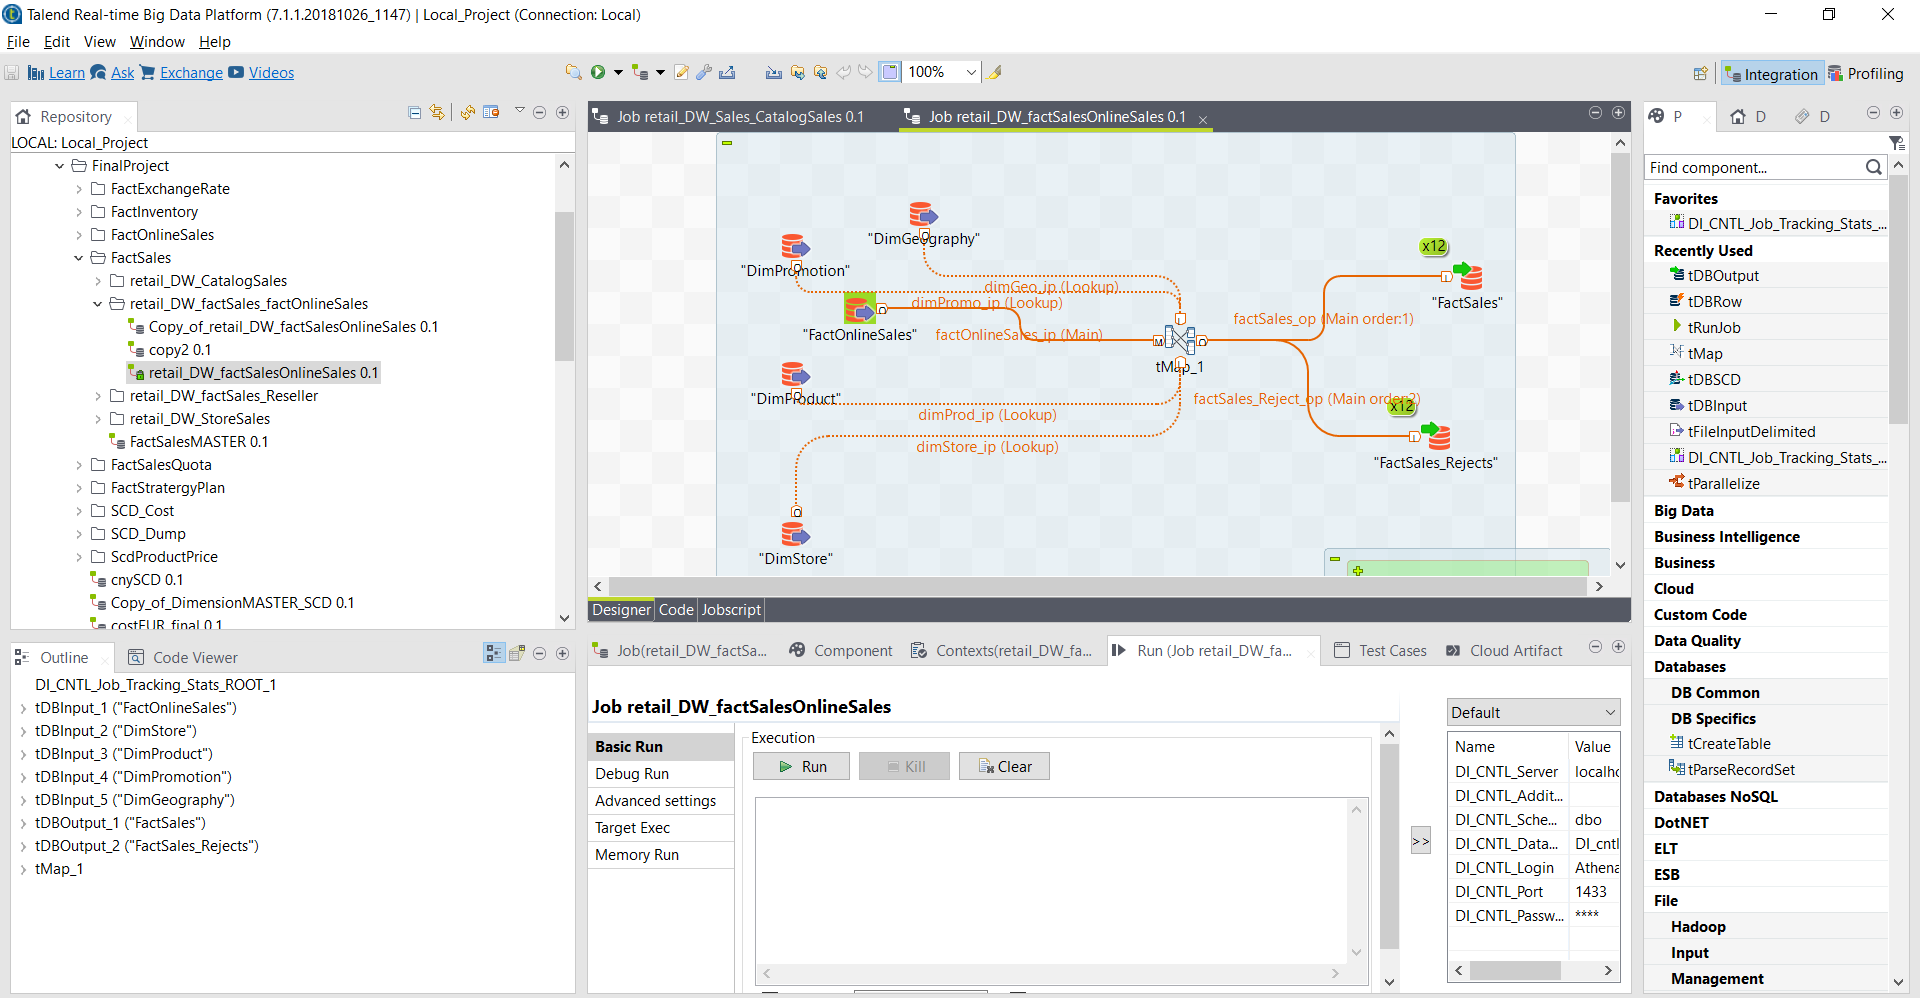 Talend Real-time Big Data Platform (7.1.1.20181026_1147) | Local_Project (Connection: Local)
File Edit View Window Help
Learn Ask Exchange Videos
100%
Integration Profiling
Repository
LOCAL: Local_Project
FinalProject
FactExchangeRate
FactInventory
FactOnlineSales
FactSales
retail_DW_CatalogSales
retail_DW_factSales_factOnlineSales
Copy_of_retail_DW_factSalesOnlineSales 0.1
copy2 0.1
retail_DW_factSalesOnlineSales 0.1
retail_DW_factSales_Reseller
retail_DW_StoreSales
FactSalesMASTER 0.1
FactSalesQuota
FactStratergyPlan
SCD_Cost
SCD_Dump
ScdProductPrice
cnySCD 0.1
Copy_of_DimensionMASTER_SCD 0.1
costEUR_final 0.1
Outline Code Viewer
DI_CNTL_Job_Tracking_Stats_ROOT_1
tDBInput_1 ("FactOnlineSales")
tDBInput_2 ("DimStore")
tDBInput_3 ("DimProduct")
tDBInput_4 ("DimPromotion")
tDBInput_5 ("DimGeography")
tDBOutput_1 ("FactSales")
tDBOutput_2 ("FactSales_Rejects")
tMap_1
Job retail_DW_Sales_CatalogSales 0.1 Job retail_DW_factSalesOnlineSales 0.1
"DimGeography"
"DimPromotion"
x12
dimGeo_ip (Lookup)
dimPromo_ip (Lookup)
"FactSales"
factSales_op (Main order:1)
"FactOnlineSales" factOnlineSales_ip (Main)
tMap_1
"DimProduct" factSales_Reject_op (Main order:2)
x12
dimProd_ip (Lookup)
dimStore_ip (Lookup)
"FactSales_Rejects"
"DimStore"
Designer Code Jobscript
Job(retail_DW_factSa... Component Contexts(retail_DW_fa... Run (Job retail_DW_fa... Test Cases Cloud Artifact
Job retail_DW_factSalesOnlineSales
Basic Run
Debug Run
Advanced settings
Target Exec
Memory Run
Execution
Run Kill Clear
>>
Default
Name Value
DI_CNTL_Server localhc
DI_CNTL_Addit...
DI_CNTL_Sche... dbo
DI_CNTL_Data... DI_cntl
DI_CNTL_Login Athena
DI_CNTL_Port 1433
DI_CNTL_Passw... ****
P D D
Find component...
Favorites
DI_CNTL_Job_Tracking_Stats_...
Recently Used
tDBOutput
tDBRow
tRunJob
tMap
tDBSCD
tDBInput
tFileInputDelimited
DI_CNTL_Job_Tracking_Stats_...
tParallelize
Big Data
Business Intelligence
Business
Cloud
Custom Code
Data Quality
Databases
DB Common
DB Specifics
tCreateTable
tParseRecordSet
Databases NoSQL
DotNET
ELT
ESB
File
Hadoop
Input
Management